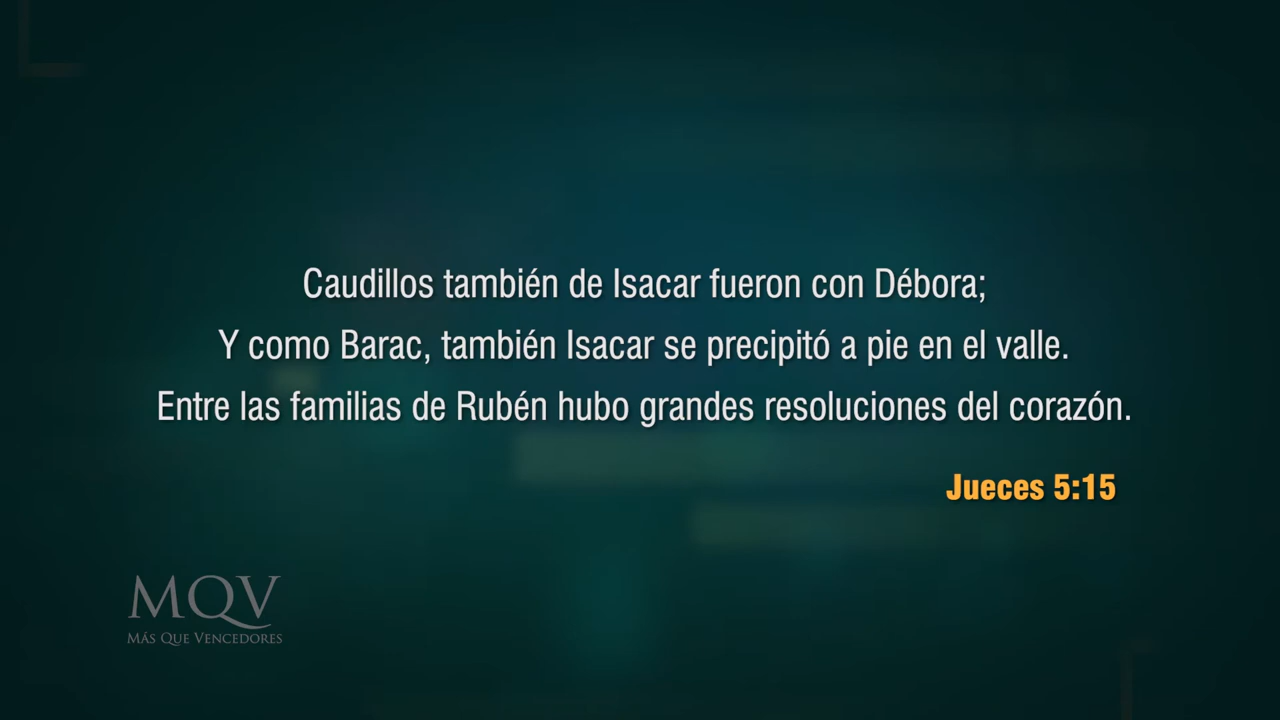 Caudillos también de Isacar fueron con Débora;
Y como Barac, también Isacar se precipitó a pie en el valle.
Entre las familias de Rubén hubo grandes resoluciones del corazón.
Jueces 5:15
MQV
MÁS QUE VENCEDORES